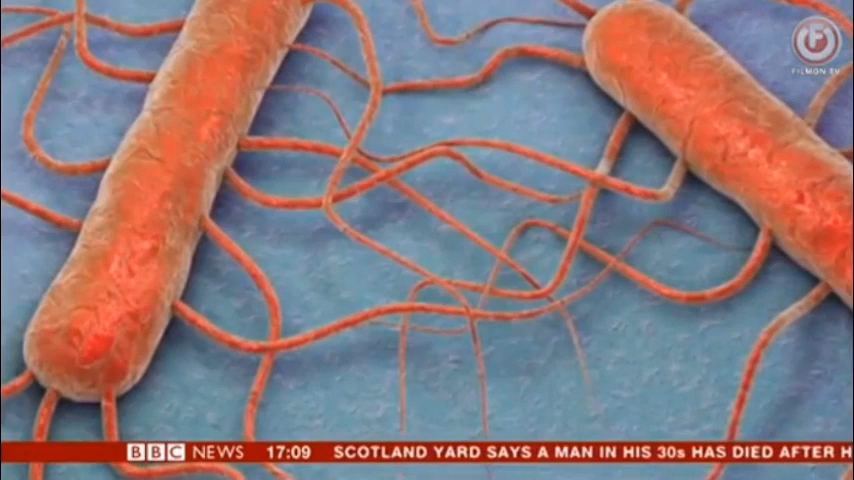 FILMON TV
BBC NEWS 17:09 SCOTLAND YARD SAYS A MAN IN HIS 30s HAS DIED AFTER H